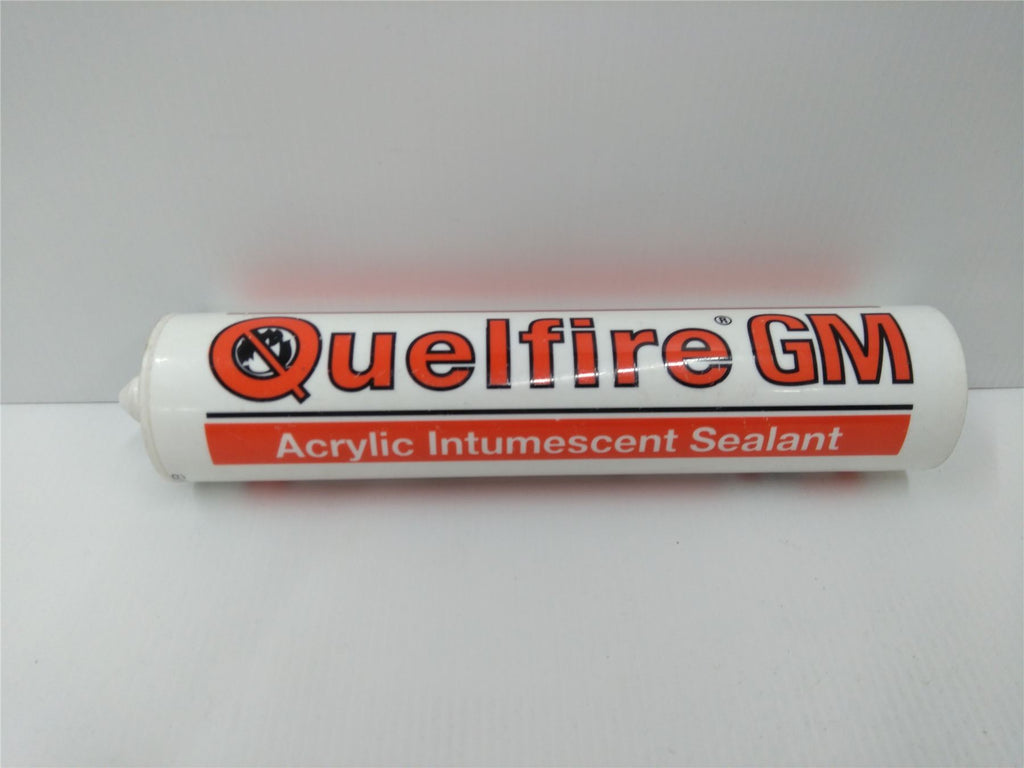 Quelfire® GM
Acrylic Intumescent Sealant